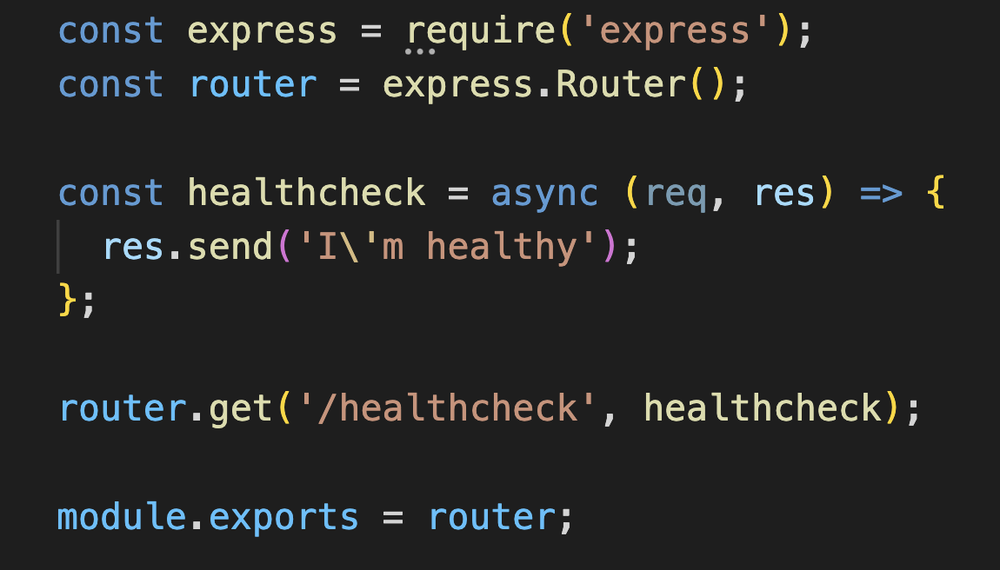 const express = require('express');
const router = express.Router();
const healthcheck = async (req, res) => {
res.send('I\'m healthy');
};
router.get('/healthcheck', healthcheck);
module.exports = router;